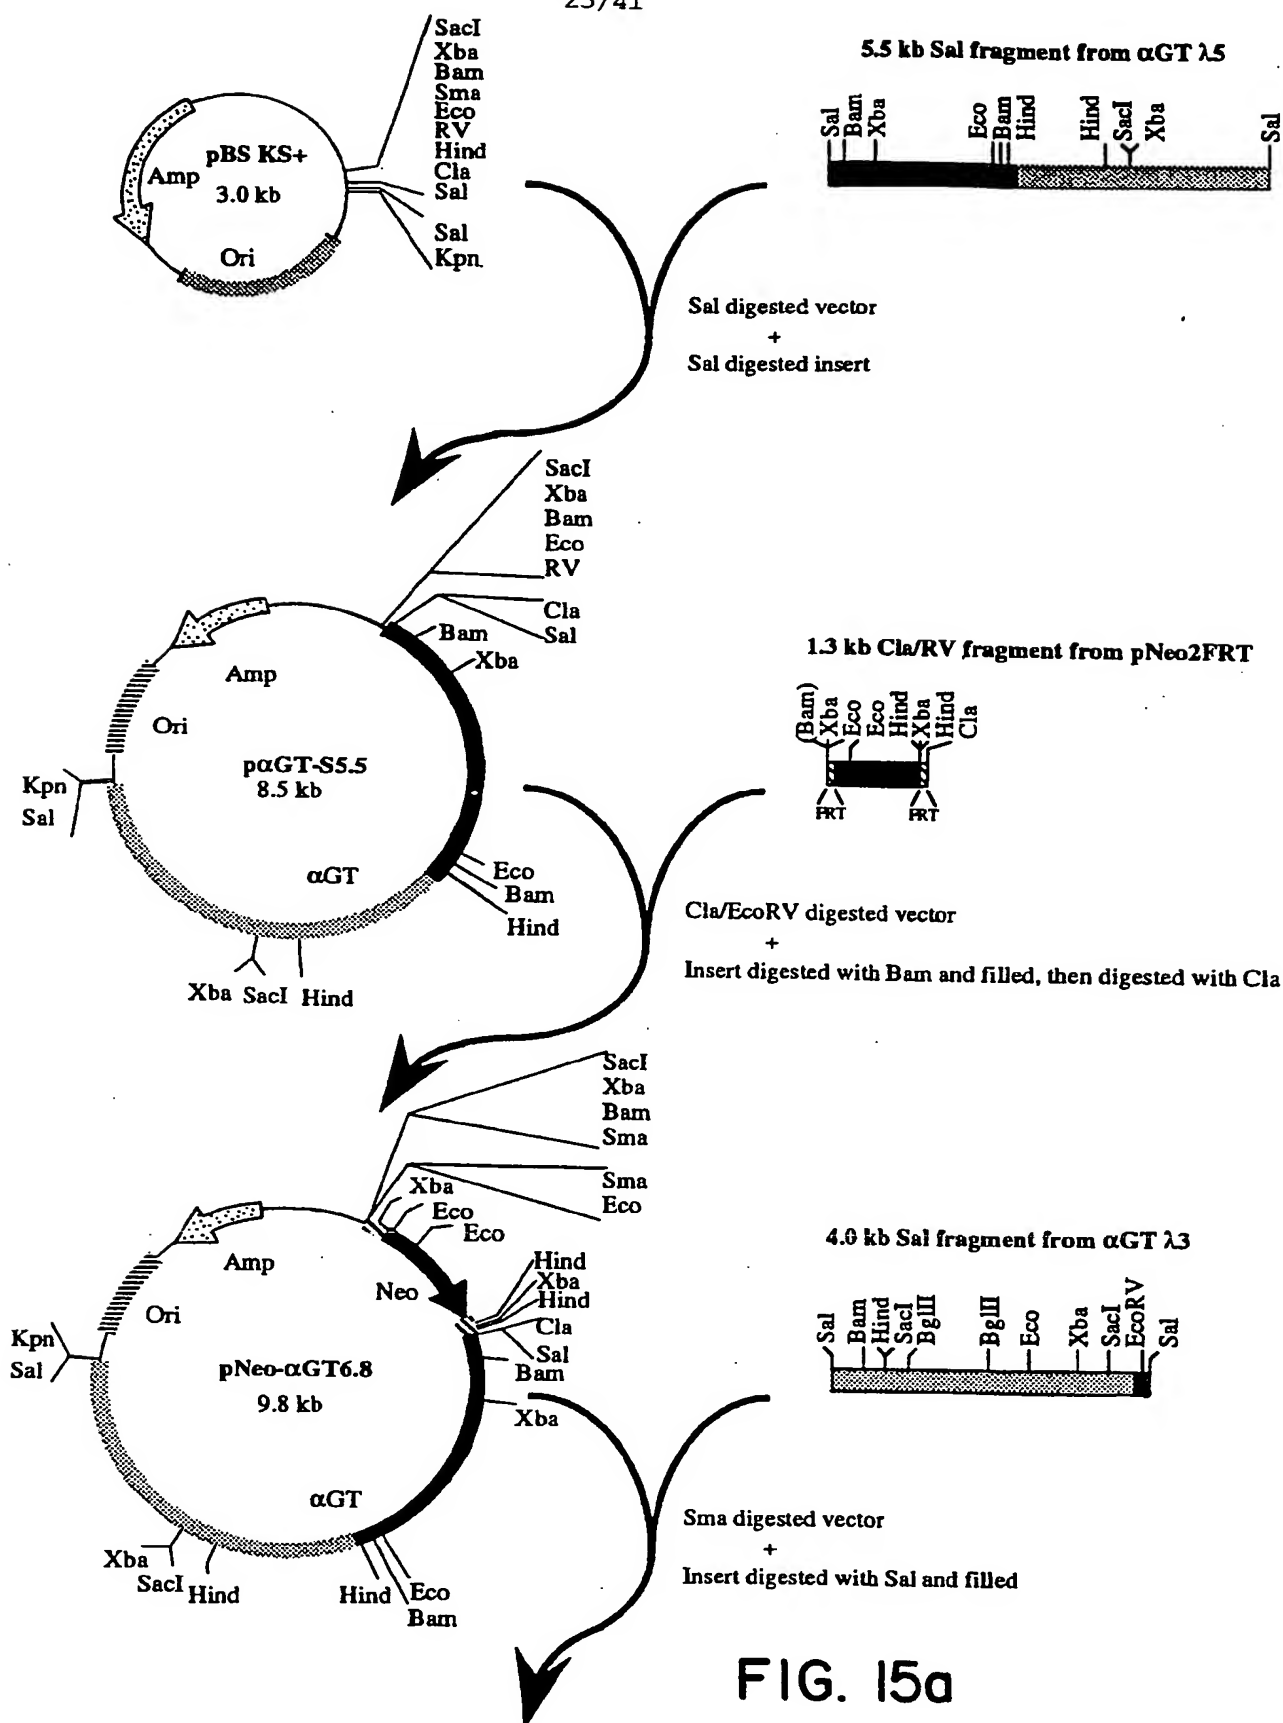 23/41
SacI
Xba
Bam
Sma
Eco
RV
Hind
Cla
Sal
Sal
Kpn
pBS KS+
3.0 kb
Amp
Ori
5.5 kb Sal fragment from αGT λ5
Sal
Bam
Xba
Eco
Bam
Hind
Hind
SacI
Xba
Sal
Sal digested vector
+
Sal digested insert
SacI
Xba
Bam
Eco
RV
Cla
Sal
Bam
Xba
Amp
Ori
Kpn
Sal
pαGT-S5.5
8.5 kb
αGT
Eco
Bam
Hind
Xba SacI Hind
1.3 kb Cla/RV fragment from pNeo2FRT
(Bam)
Xba
Eco
Eco
Hind
Xba
Hind
Cla
FRT
FRT
Cla/EcoRV digested vector
+
Insert digested with Bam and filled, then digested with Cla
SacI
Xba
Bam
Sma
Sma
Eco
Xba
Eco
Eco
Hind
Xba
Hind
Cla
Sal
Bam
Xba
Amp
Neo
Ori
Kpn
Sal
pNeo-αGT6.8
9.8 kb
αGT
Xba
SacI
Hind
Hind
Eco
Bam
4.0 kb Sal fragment from αGT λ3
Sal
Bam
Hind
SacI
BglII
BglII
Eco
Xba
SacI
EcoRV
Sal
Sma digested vector
+
Insert digested with Sal and filled
FIG. 15a